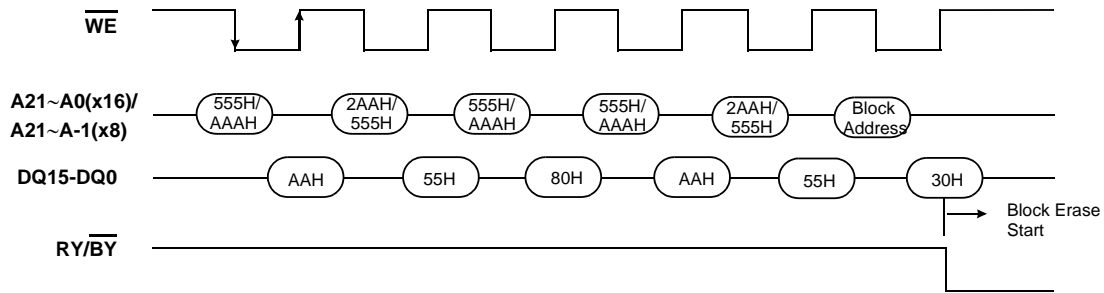 WE
A21~A0(x16)/
A21~A-1(x8)
555H/
AAAH
2AAH/
555H
555H/
AAAH
555H/
AAAH
2AAH/
555H
Block
Address
DQ15-DQ0
AAH
55H
80H
AAH
55H
30H
Block Erase
Start
RY/BY